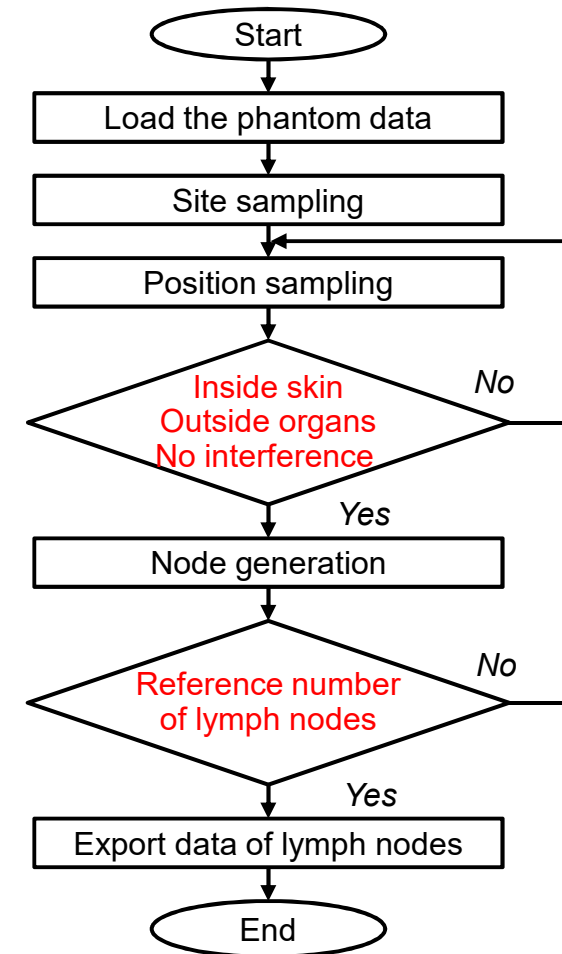 Start
Load the phantom data
Site sampling
Position sampling
Inside skin
Outside organs
No interference
No
Yes
Node generation
Reference number
of lymph nodes
No
Yes
Export data of lymph nodes
End